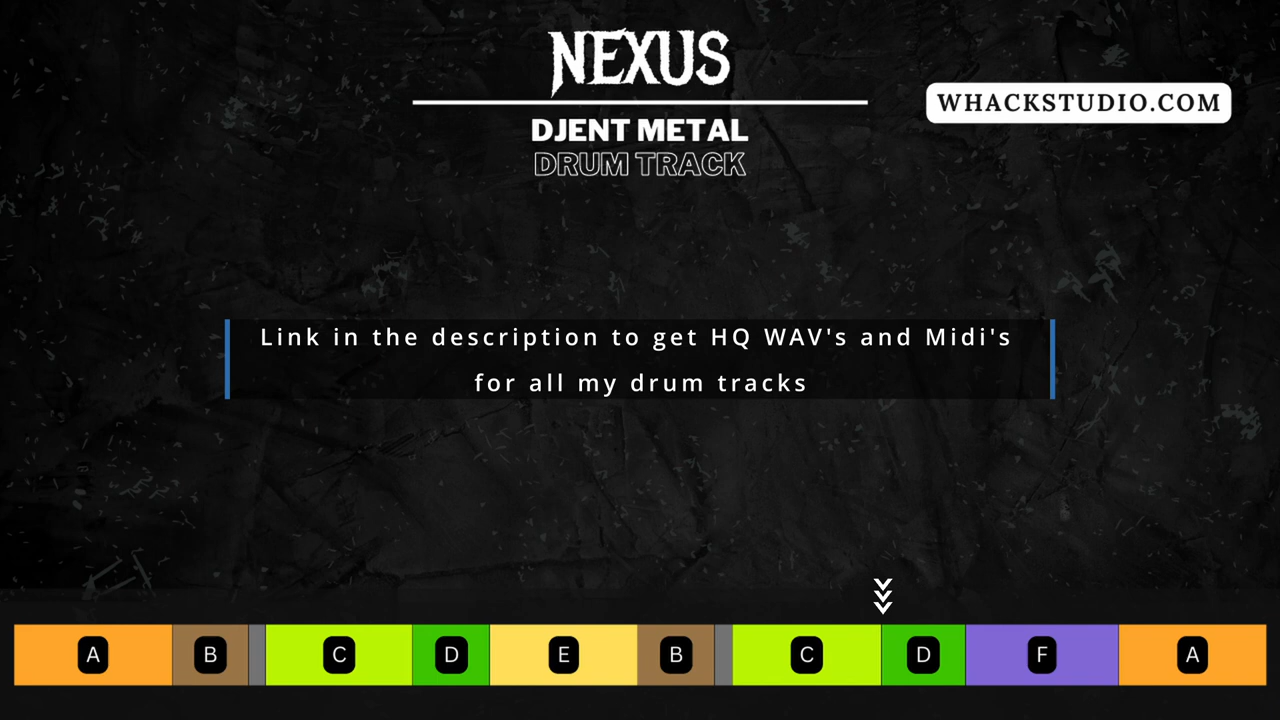 NEXUS
DJENT METAL
DRUM TRACK
WHACKSTUDIO.COM
Link in the description to get HQ WAV's and Midi's
for all my drum tracks
A B C D E B C D F A